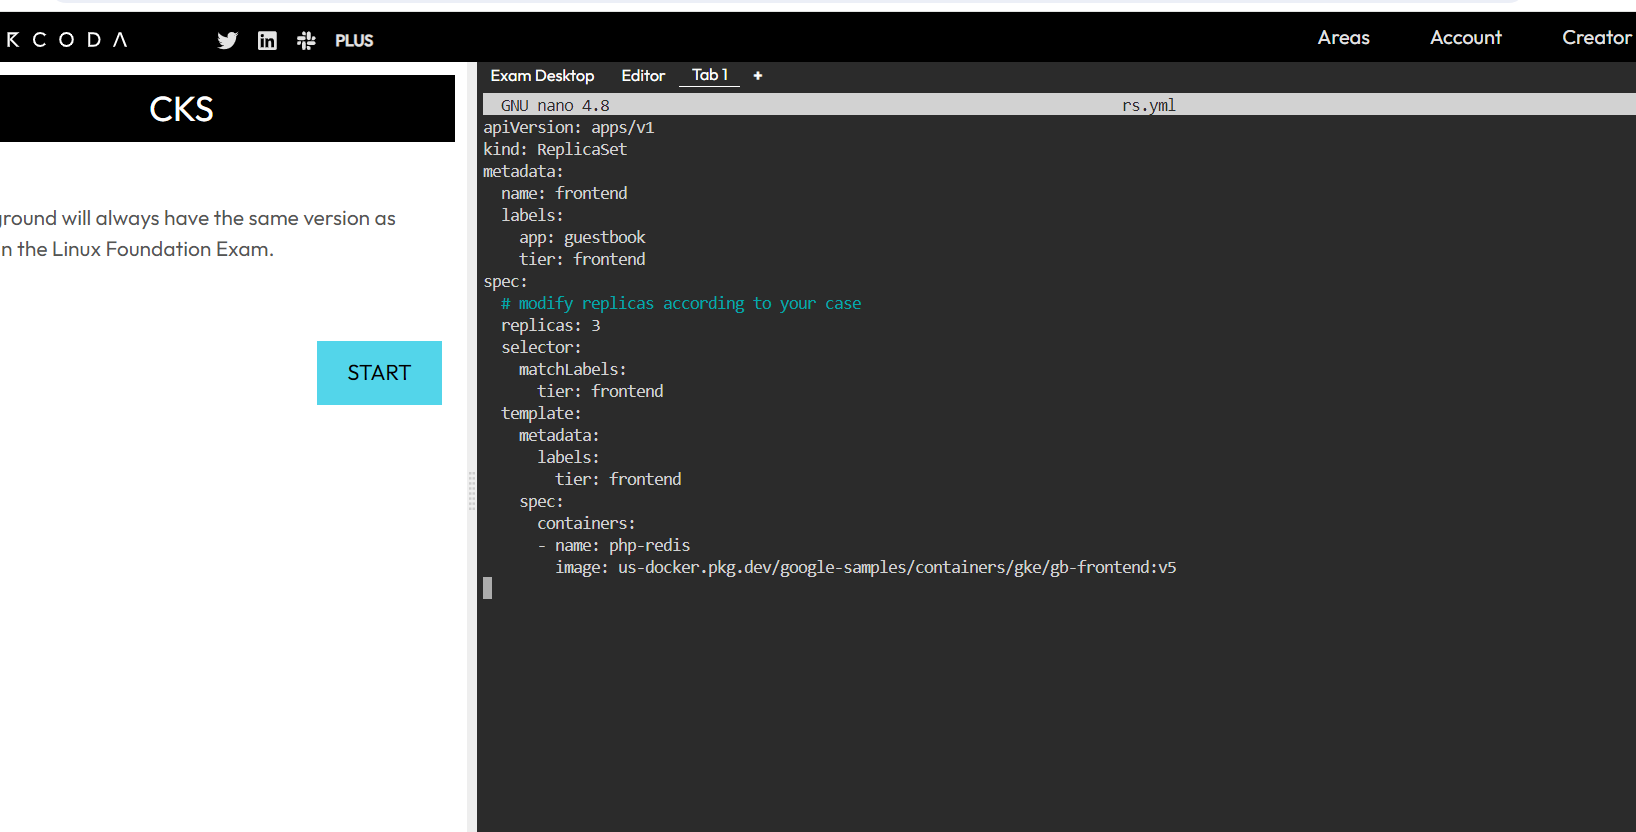 K C O D A
PLUS
Areas
Account
Creator
CKS
ground will always have the same version as
n the Linux Foundation Exam.
START
Exam Desktop
Editor
Tab 1
+
GNU nano 4.8
rs.yml
apiVersion: apps/v1
kind: ReplicaSet
metadata:
  name: frontend
  labels:
    app: guestbook
    tier: frontend
spec:
  # modify replicas according to your case
  replicas: 3
  selector:
    matchLabels:
      tier: frontend
  template:
    metadata:
      labels:
        tier: frontend
    spec:
      containers:
      - name: php-redis
        image: us-docker.pkg.dev/google-samples/containers/gke/gb-frontend:v5